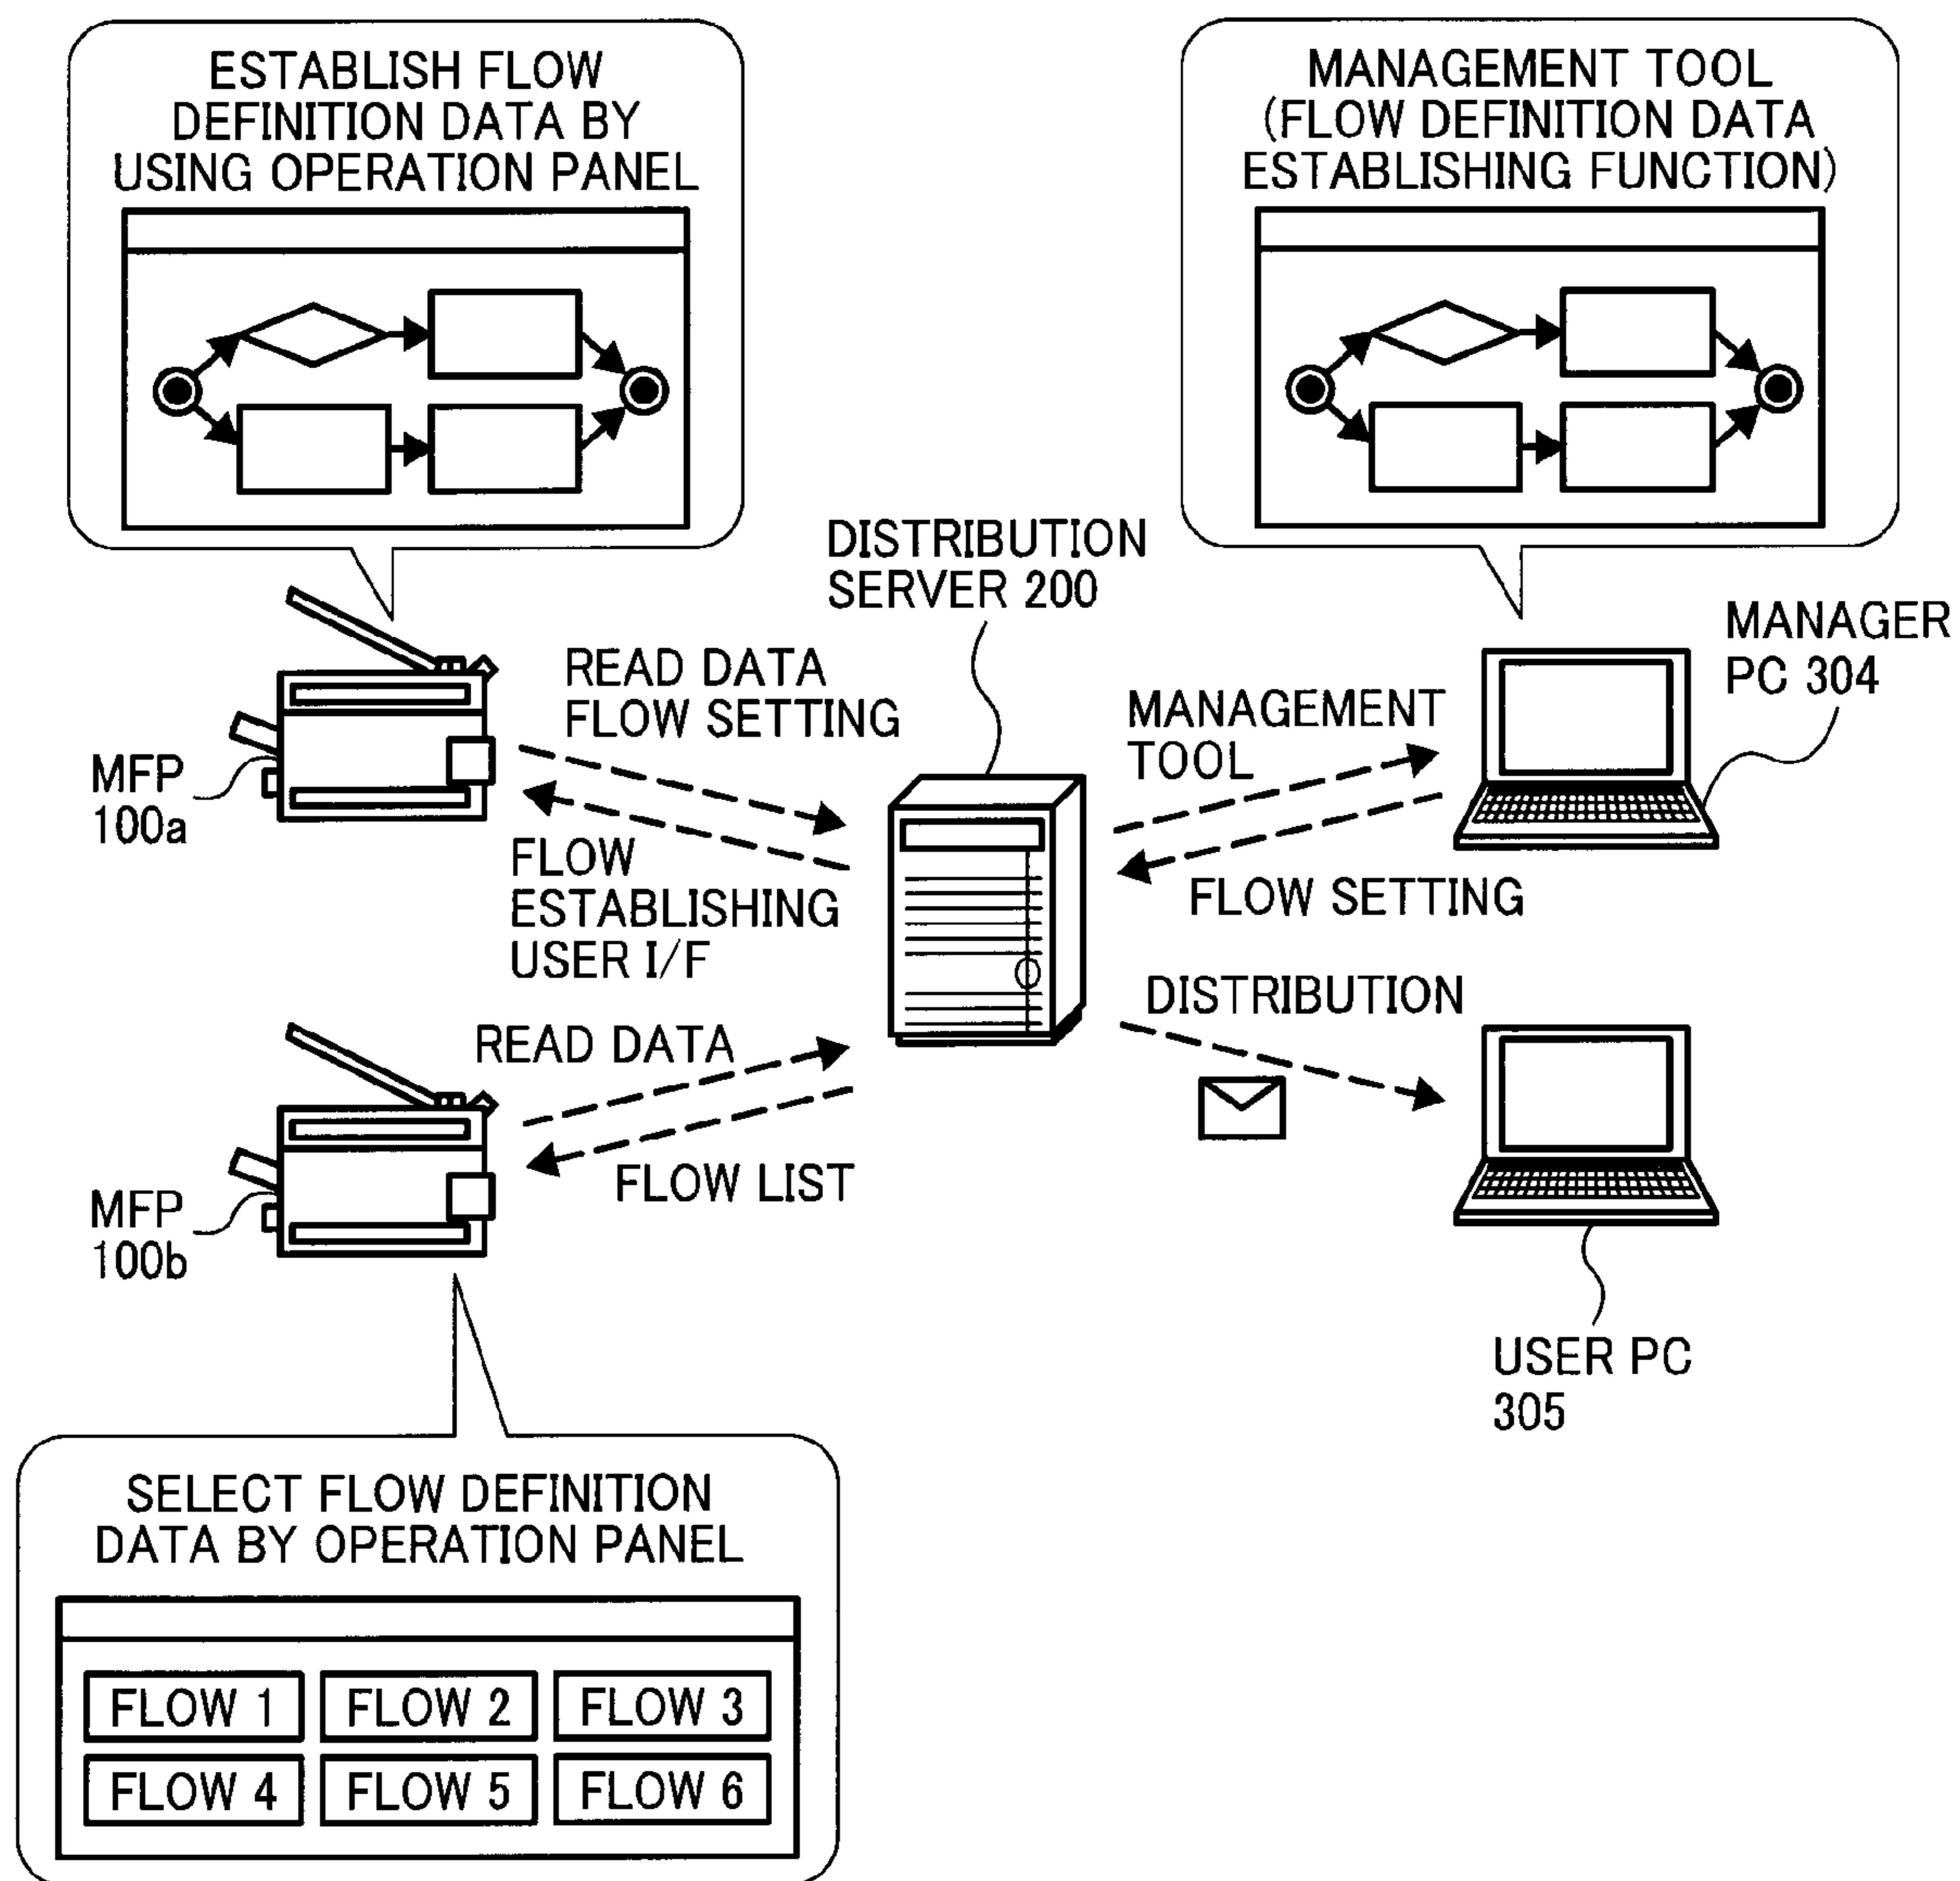 ESTABLISH FLOW
DEFINITION DATA BY
USING OPERATION PANEL
MANAGEMENT TOOL
(FLOW DEFINITION DATA
ESTABLISHING FUNCTION)
DISTRIBUTION
SERVER 200
MANAGER
PC 304
READ DATA
FLOW SETTING
MANAGEMENT
TOOL
MFP
100a
FLOW
ESTABLISHING
USER I/F
FLOW SETTING
DISTRIBUTION
READ DATA
FLOW LIST
MFP
100b
USER PC
305
SELECT FLOW DEFINITION
DATA BY OPERATION PANEL
FLOW 1 FLOW 2 FLOW 3
FLOW 4 FLOW 5 FLOW 6